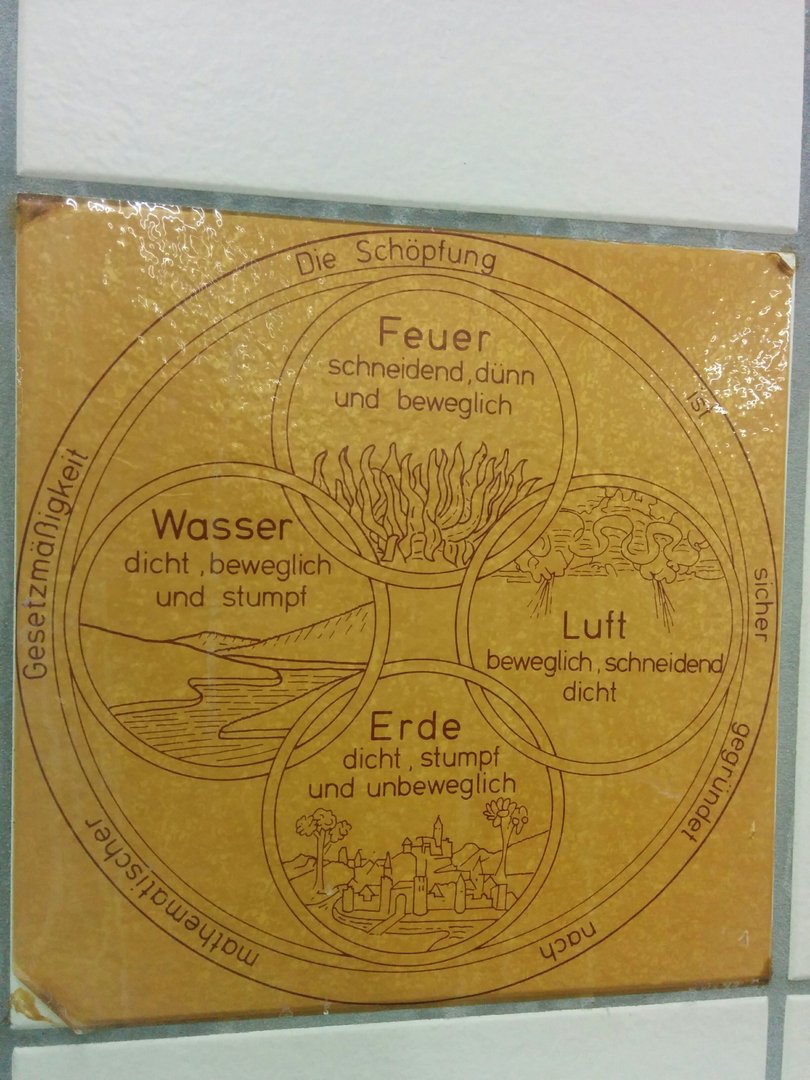 Die Schöpfung ist sicher gegründet nach mathematischer Gesetzmäßigkeit
Feuer
schneidend, dünn
und beweglich
Wasser
dicht, beweglich
und stumpf
Luft
beweglich, schneidend
dicht
Erde
dicht, stumpf
und unbeweglich